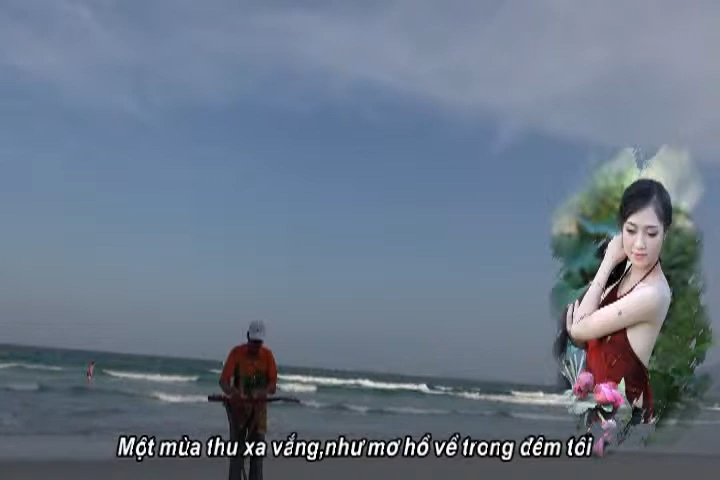 Một mùa thu xa vắng,như mơ hồ về trong đêm tối